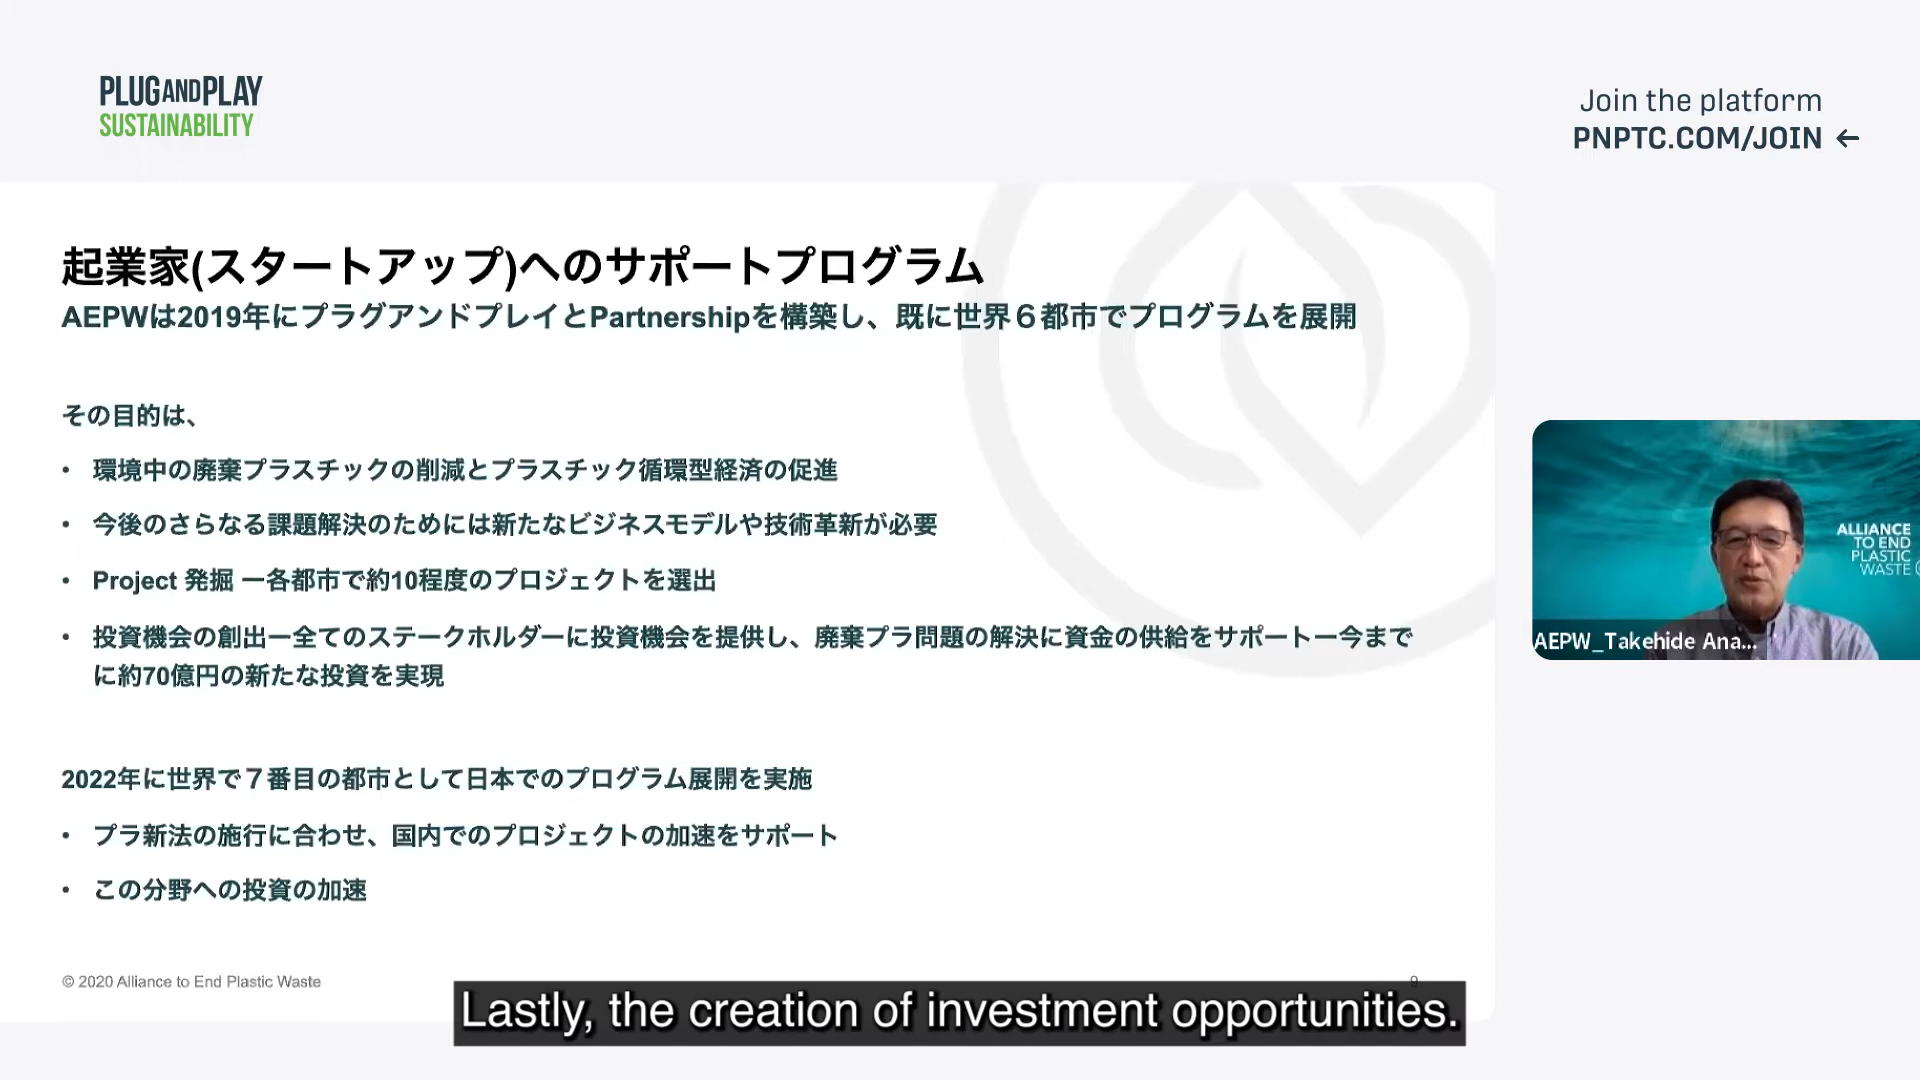 PLUGANDPLAY
SUSTAINABILITY
Join the platform
PNPTC.COM/JOIN ←
起業家(スタートアップ)へのサポートプログラム
AEPWは2019年にプラグアンドプレイとPartnershipを構築し、既に世界６都市でプログラムを展開
その目的は、
• 環境中の廃棄プラスチックの削減とプラスチック循環型経済の促進
• 今後のさらなる課題解決のためには新たなビジネスモデルや技術革新が必要
• Project 発掘 ー各都市で約10程度のプロジェクトを選出
• 投資機会の創出ー全てのステークホルダーに投資機会を提供し、廃棄プラ問題の解決に資金の供給をサポートー今まで
に約70億円の新たな投資を実現
2022年に世界で７番目の都市として日本でのプログラム展開を実施
• プラ新法の施行に合わせ、国内でのプロジェクトの加速をサポート
• この分野への投資の加速
© 2020 Alliance to End Plastic Waste
9
ALLIANCE
TO END
PLASTIC
WASTE
AEPW_Takehide Ana...
Lastly, the creation of investment opportunities.